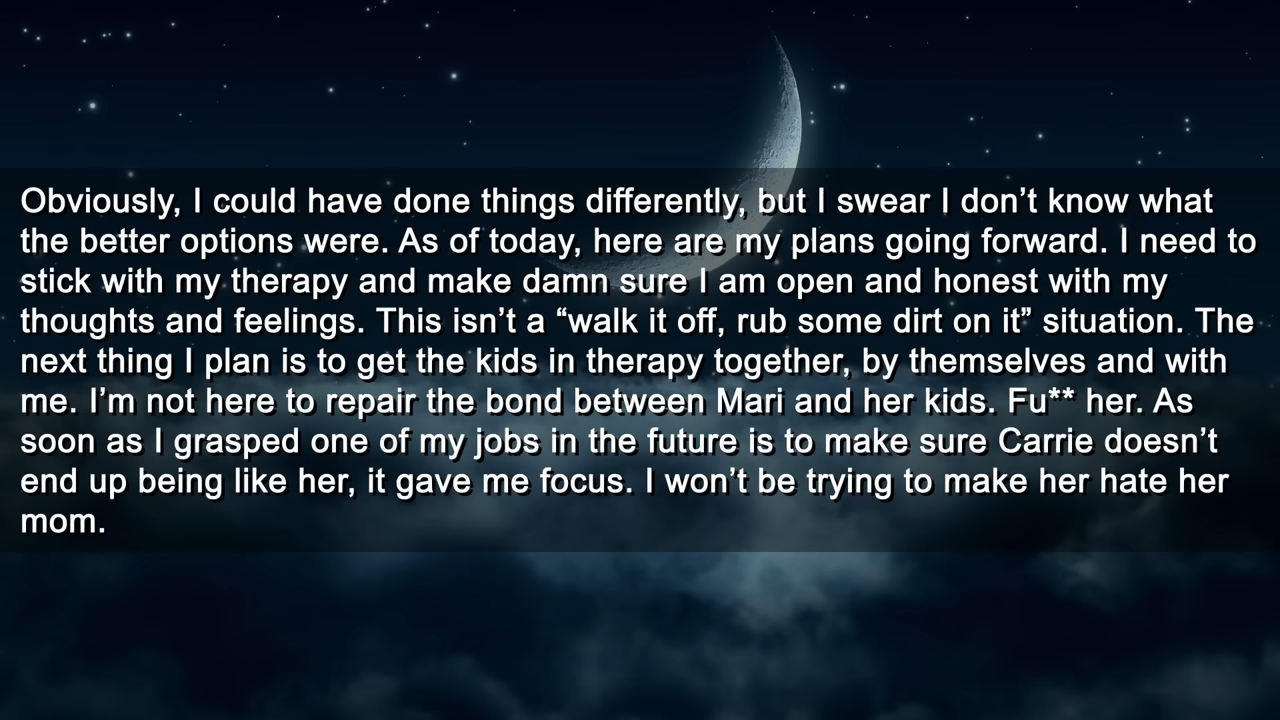 Obviously, I could have done things differently, but I swear I don’t know what
the better options were. As of today, here are my plans going forward. I need to
stick with my therapy and make damn sure I am open and honest with my
thoughts and feelings. This isn’t a “walk it off, rub some dirt on it” situation. The
next thing I plan is to get the kids in therapy together, by themselves and with
me. I’m not here to repair the bond between Mari and her kids. Fu** her. As
soon as I grasped one of my jobs in the future is to make sure Carrie doesn’t
end up being like her, it gave me focus. I won’t be trying to make her hate her
mom.